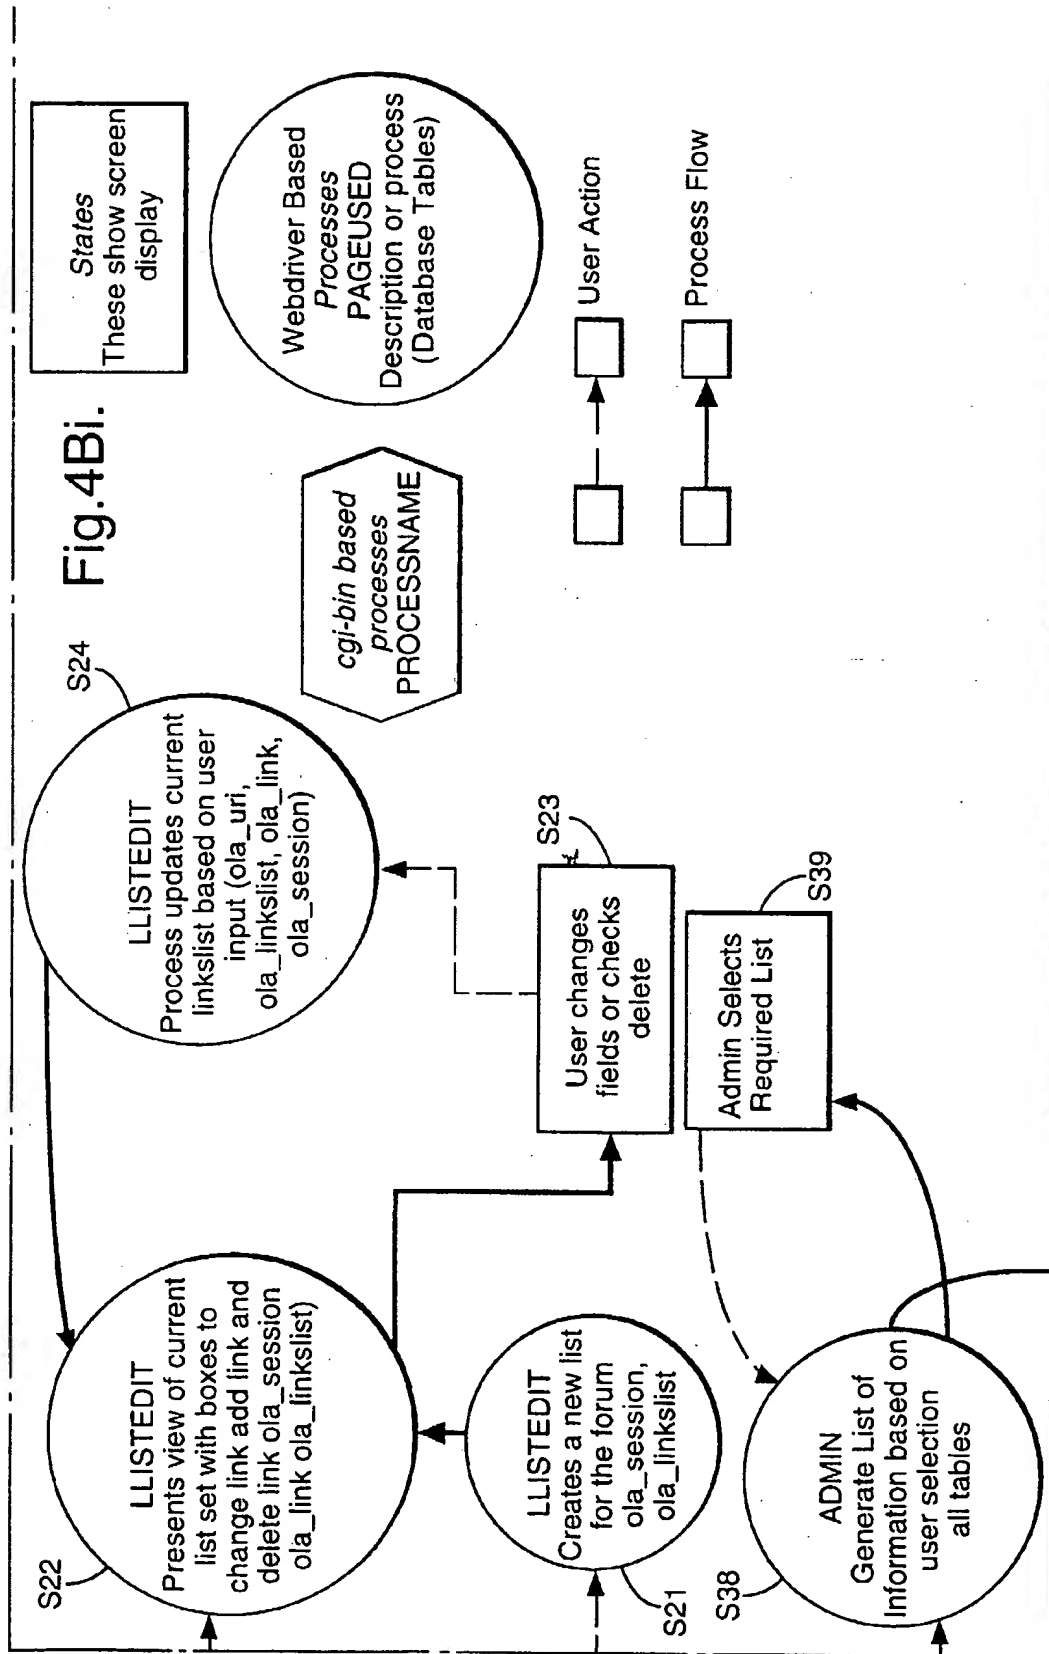 Fig.4Bi.
States
These show screen
display
Webdriver Based
Processes
PAGEUSED
Description or process
(Database Tables)
cgi-bin based
processes
PROCESSNAME
User Action
Process Flow
S24
LLISTEDIT
Process updates current
linkslist based on user
input (ola_uri,
ola_linkslist, ola_link,
ola_session)
S22
LLISTEDIT
Presents view of current
list set with boxes to
change link add link and
delete link ola_session
ola_link ola_linkslist)
S23
User changes
fields or checks
delete
S21
LLISTEDIT
Creates a new list
for the forum
ola_session,
ola_linkslist
S39
Admin Selects
Required List
S38
ADMIN
Generate List of
Information based on
user selection
all tables